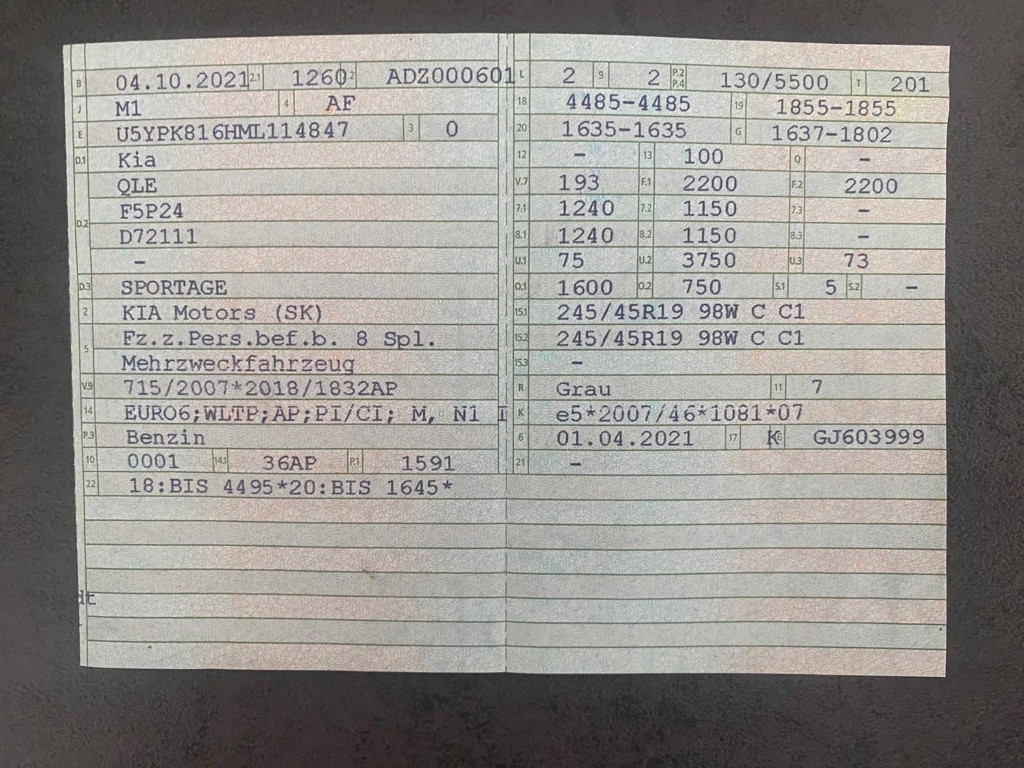 B 04.10.2021 2.1 1260 2.2 ADZ000601 L 2 9 2 P.2 P.4 130/5500 T 201
J M1 4 AF 18 4485-4485 19 1855-1855
E U5YPK816HML114847 3 0 20 1635-1635 G 1637-1802
D.1 Kia 12 - 13 100 Q -
QLE V.7 193 F.1 2200 F.2 2200
D.2 F5P24 7.1 1240 7.2 1150 7.3 -
D72111 8.1 1240 8.2 1150 8.3 -
- U.1 75 U.2 3750 U.3 73
D.3 SPORTAGE O.1 1600 O.2 750 S.1 5 S.2 -
2 KIA Motors (SK) 15.1 245/45R19 98W C C1
5 Fz.z.Pers.bef.b. 8 Spl. 15.2 245/45R19 98W C C1
Mehrzweckfahrzeug 15.3 -
V.9 715/2007*2018/1832AP R Grau 11 7
14 EURO6;WLTP;AP;PI/CI; M, N1 I K e5*2007/46*1081*07
P.3 Benzin 6 01.04.2021 17 K 16 GJ603999
10 0001 14.1 36AP P.1 1591 21 -
22 18:BIS 4495*20:BIS 1645*
dt